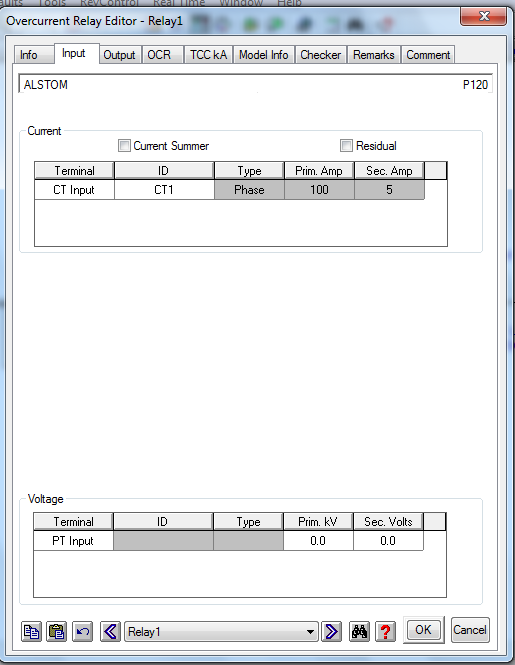 Tools RevControl Real Time Window Help
Overcurrent Relay Editor - Relay1
Info Input Output OCR TCC kA Model Info Checker Remarks Comment
ALSTOM P120
Current
Current Summer Residual
Terminal ID Type Prim. Amp Sec. Amp
CT Input CT1 Phase 100 5
Voltage
Terminal ID Type Prim. kV Sec. Volts
PT Input 0.0 0.0
Relay1 ? OK Cancel